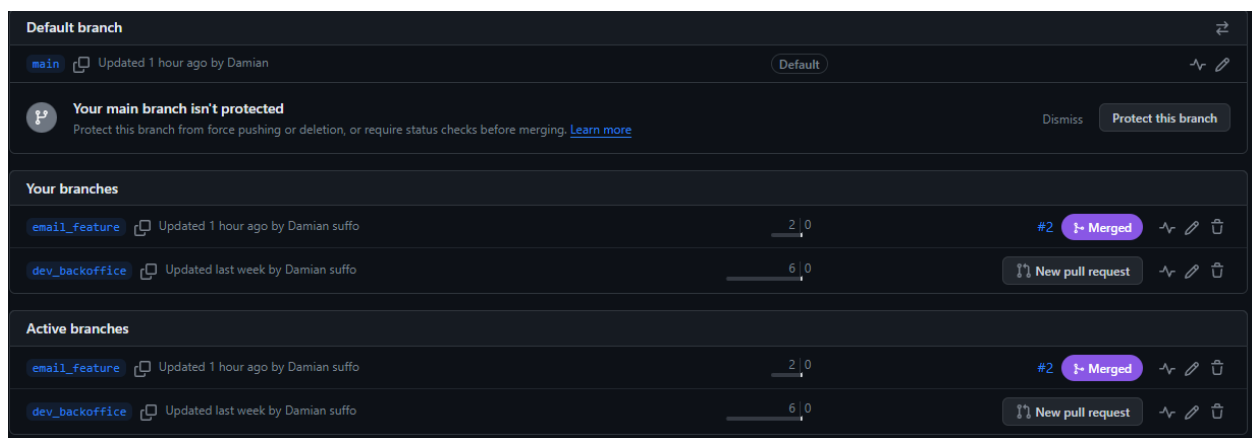 Default branch
main Updated 1 hour ago by Damian Default
Your main branch isn't protected
Protect this branch from force pushing or deletion, or require status checks before merging. Learn more Dismiss Protect this branch
Your branches
email_feature Updated 1 hour ago by Damian suffo 2 0 #2 Merged
dev_backoffice Updated last week by Damian suffo 6 0 New pull request
Active branches
email_feature Updated 1 hour ago by Damian suffo 2 0 #2 Merged
dev_backoffice Updated last week by Damian suffo 6 0 New pull request